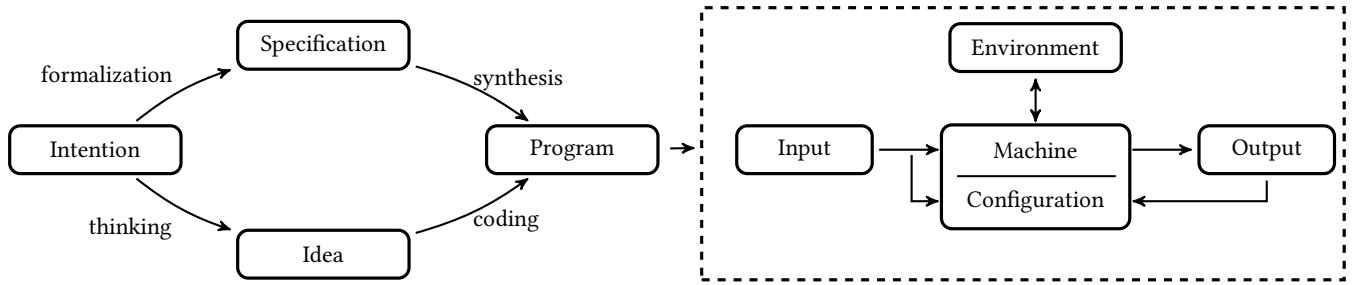 Specification
formalization
synthesis
Intention
Program
thinking
coding
Idea
Environment
Input
Machine
Configuration
Output